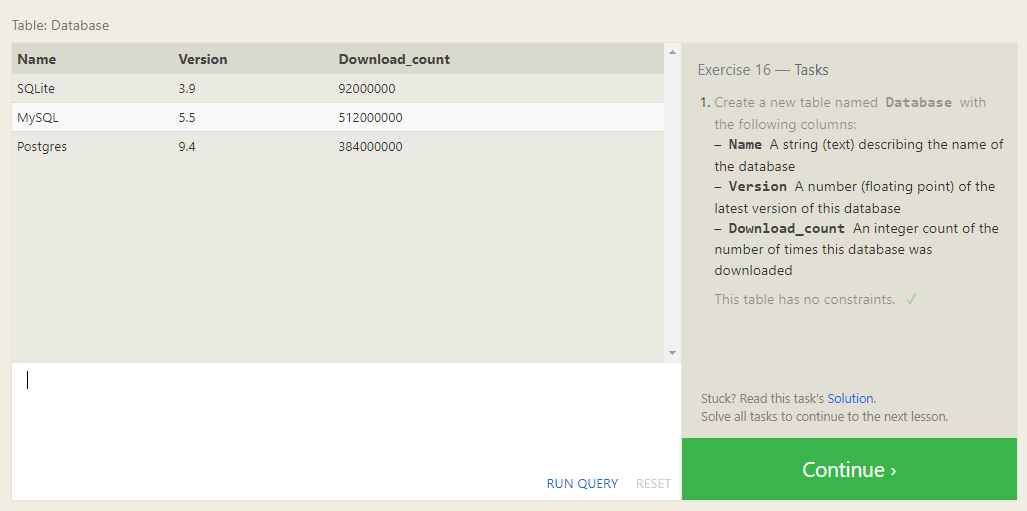 Table: Database
Name Version Download_count
SQLite 3.9 92000000
MySQL 5.5 512000000
Postgres 9.4 384000000
RUN QUERY RESET
Exercise 16 — Tasks
1. Create a new table named Database with
the following columns:
– Name A string (text) describing the name of
the database
– Version A number (floating point) of the
latest version of this database
– Download_count An integer count of the
number of times this database was
downloaded
This table has no constraints. ✓
Stuck? Read this task's Solution.
Solve all tasks to continue to the next lesson.
Continue ›